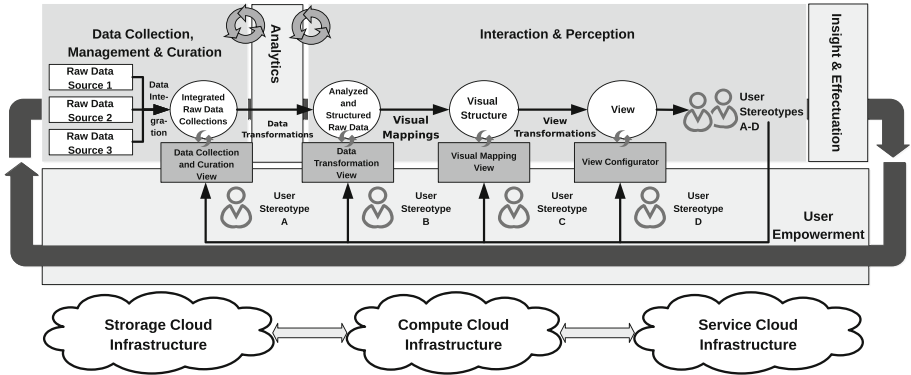 Data Collection,
Management & Curation
Analytics
Interaction & Perception
Insight & Effectuation
Raw Data
Source 1
Raw Data
Source 2
Raw Data
Source 3
Data
Inte-
gra-
tion
Integrated
Raw Data
Collections
Data
Transformations
Analyzed
and
Structured
Raw Data
Visual
Mappings
Visual
Structure
View
Transformations
View
User
Stereotypes
A-D
Data Collection
and Curation
View
Data
Transformation
View
Visual Mapping
View
View Configurator
User
Stereotype
A
User
Stereotype
B
User
Stereotype
C
User
Stereotype
D
User
Empowerment
Strorage Cloud
Infrastructure
Compute Cloud
Infrastructure
Service Cloud
Infrastructure